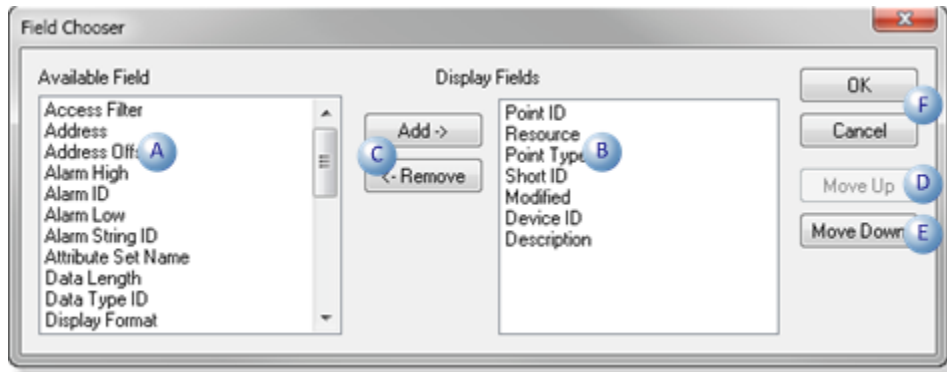 Field Chooser
Available Field
Display Fields
Access Filter
Address
Address Offs
Alarm High
Alarm ID
Alarm Low
Alarm String ID
Attribute Set Name
Data Length
Data Type ID
Display Format
A
Add ->
C
<- Remove
Point ID
Resource
Point Type
Short ID
Modified
Device ID
Description
B
OK
F
Cancel
Move Up
D
Move Down
E